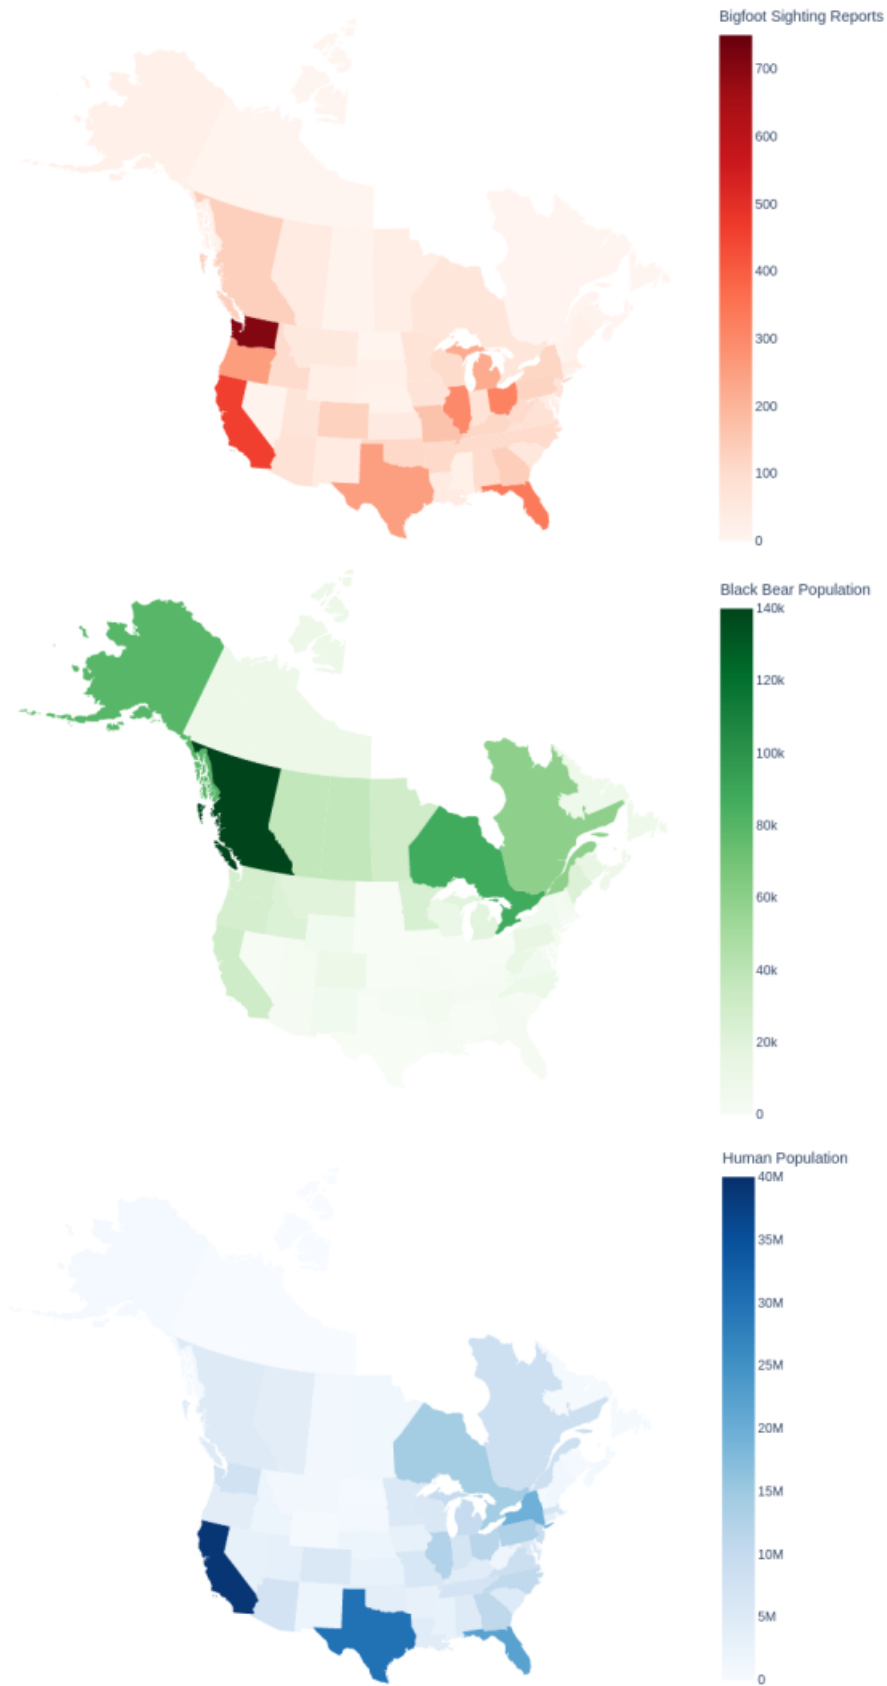 Bigfoot Sighting Reports
700
600
500
400
300
200
100
0
Black Bear Population
140k
120k
100k
80k
60k
40k
20k
0
Human Population
40M
35M
30M
25M
20M
15M
10M
5M
0